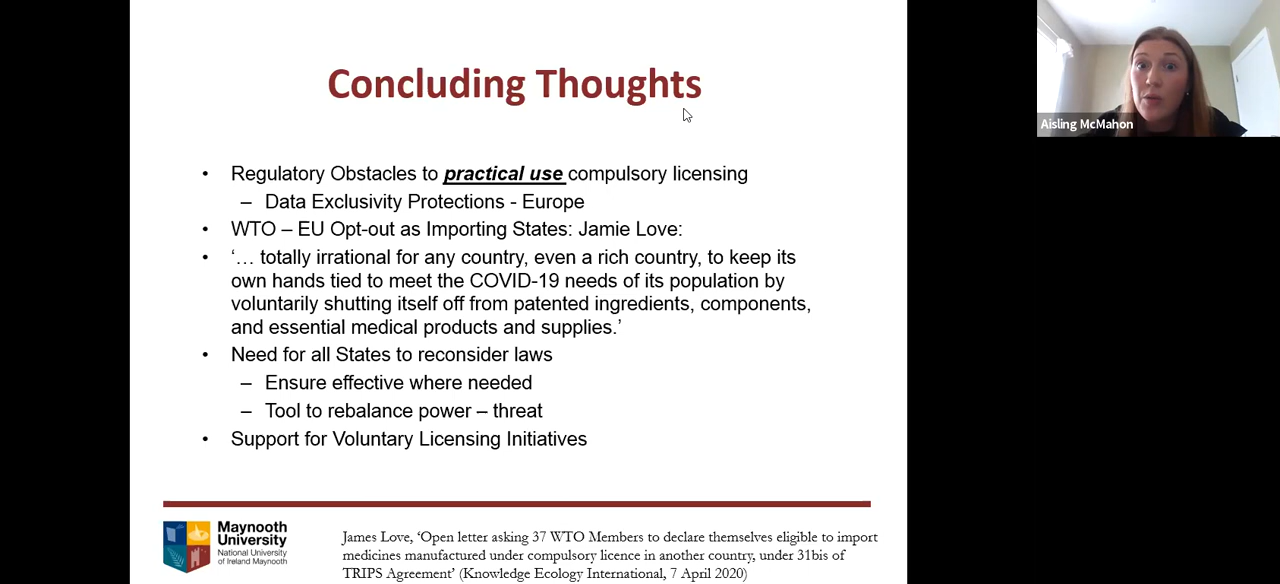 Concluding Thoughts
Aisling McMahon
• Regulatory Obstacles to practical use compulsory licensing
– Data Exclusivity Protections - Europe
• WTO – EU Opt-out as Importing States: Jamie Love:
• ‘… totally irrational for any country, even a rich country, to keep its
own hands tied to meet the COVID-19 needs of its population by
voluntarily shutting itself off from patented ingredients, components,
and essential medical products and supplies.’
• Need for all States to reconsider laws
– Ensure effective where needed
– Tool to rebalance power – threat
• Support for Voluntary Licensing Initiatives
Maynooth
University
National University
of Ireland Maynooth
James Love, ‘Open letter asking 37 WTO Members to declare themselves eligible to import
medicines manufactured under compulsory licence in another country, under 31bis of
TRIPS Agreement’ (Knowledge Ecology International, 7 April 2020)